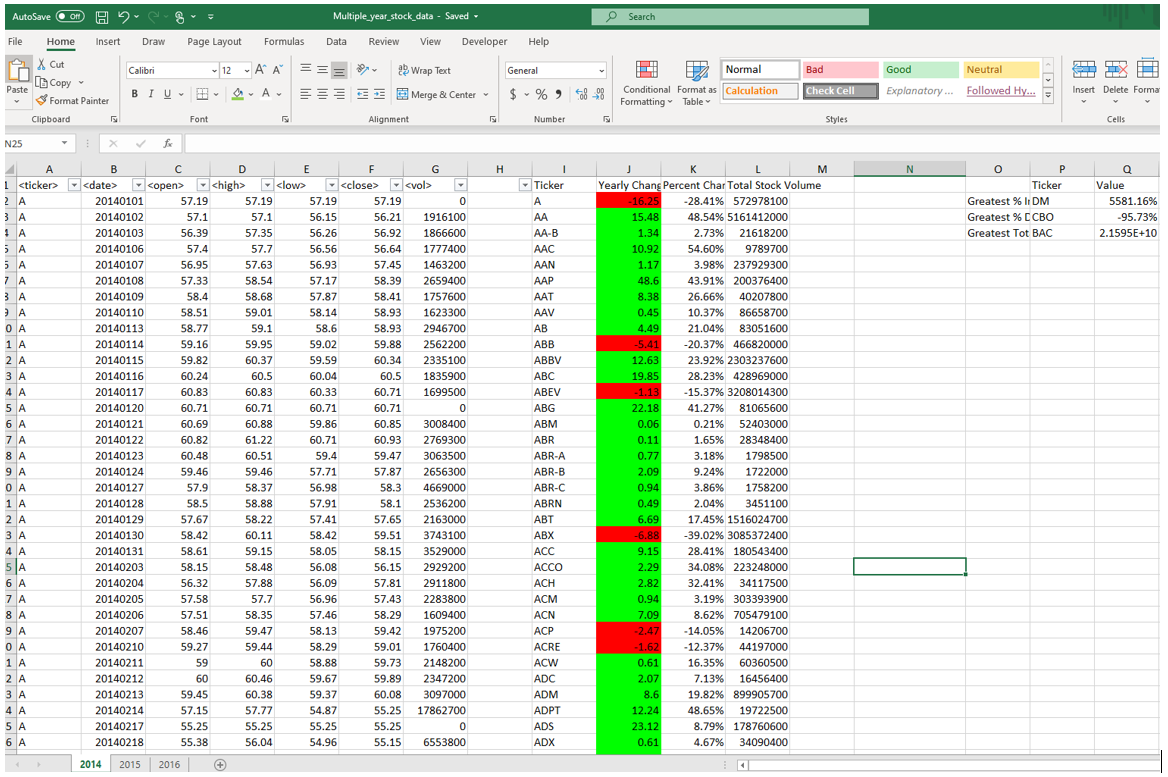 AutoSave Off Multiple_year_stock_data - Saved Search
File Home Insert Draw Page Layout Formulas Data Review View Developer Help
Paste Cut Copy Format Painter Clipboard
Calibri 12 A A B I U A Font
Wrap Text Merge & Center Alignment
General $ % Number
Conditional Formatting Format as Table
Normal Bad Good Neutral
Calculation Check Cell Explanatory ... Followed Hy...
Styles
Insert Delete Forma
Cells
N25 fx
A B C D E F G H I J K L M N O P Q
1 <ticker> <date> <open> <high> <low> <close> <vol> Ticker Yearly Chang Percent Char Total Stock Volume Ticker Value
2 A 20140101 57.19 57.19 57.19 57.19 0 A -16.25 -28.41% 572978100 Greatest % Ir DM 5581.16%
3 A 20140102 57.1 57.1 56.15 56.21 1916100 AA 15.48 48.54% 5161412000 Greatest % D CBO -95.73%
4 A 20140103 56.39 57.35 56.26 56.92 1866600 AA-B 1.34 2.73% 21618200 Greatest Tot BAC 2.1595E+10
5 A 20140106 57.4 57.7 56.56 56.64 1777400 AAC 10.92 54.60% 9789700
6 A 20140107 56.95 57.63 56.93 57.45 1463200 AAN 1.17 3.98% 237929300
7 A 20140108 57.33 58.54 57.17 58.39 2659400 AAP 48.6 43.91% 200376400
8 A 20140109 58.4 58.68 57.87 58.41 1757600 AAT 8.38 26.66% 40207800
9 A 20140110 58.51 59.01 58.14 58.93 1623300 AAV 0.45 10.37% 86658700
0 A 20140113 58.77 59.1 58.6 58.93 2946700 AB 4.49 21.04% 83051600
1 A 20140114 59.16 59.95 59.02 59.88 2562200 ABB -5.41 -20.37% 466820000
2 A 20140115 59.82 60.37 59.59 60.34 2335100 ABBV 12.63 23.92% 2303237600
3 A 20140116 60.24 60.5 60.04 60.5 1835900 ABC 19.85 28.23% 428969000
4 A 20140117 60.83 60.83 60.33 60.71 1699500 ABEV -1.13 -15.37% 3208014300
5 A 20140120 60.71 60.71 60.71 60.71 0 ABG 22.18 41.27% 81065600
6 A 20140121 60.69 60.88 59.86 60.85 3008400 ABM 0.06 0.21% 52403000
7 A 20140122 60.82 61.22 60.71 60.93 2769300 ABR 0.11 1.65% 28348400
8 A 20140123 60.48 60.51 59.4 59.47 3063500 ABR-A 0.77 3.18% 1798500
9 A 20140124 59.46 59.46 57.71 57.87 2656300 ABR-B 2.09 9.24% 1722000
0 A 20140127 57.9 58.37 56.98 58.3 4669000 ABR-C 0.94 3.86% 1758200
1 A 20140128 58.5 58.88 57.91 58.1 2536200 ABRN 0.49 2.04% 3451100
2 A 20140129 57.67 58.22 57.41 57.65 2163000 ABT 6.69 17.45% 1516024700
3 A 20140130 58.42 60.11 58.42 59.51 3743100 ABX -6.88 -39.02% 3085372400
4 A 20140131 58.61 59.15 58.05 58.15 3529000 ACC 9.15 28.41% 180543400
5 A 20140203 58.15 58.48 56.08 56.15 2929200 ACCO 2.29 34.08% 223248000
6 A 20140204 56.32 57.88 56.09 57.81 2911800 ACH 2.82 32.41% 34117500
7 A 20140205 57.58 57.7 56.96 57.43 2283800 ACM 0.94 3.19% 303393900
8 A 20140206 57.51 58.35 57.46 58.29 1609400 ACN 7.09 8.62% 705479100
9 A 20140207 58.46 59.47 58.13 59.42 1975200 ACP -2.47 -14.05% 14206700
0 A 20140210 59.27 59.44 58.29 59.01 1760400 ACRE -1.62 -12.37% 44197000
1 A 20140211 59 60 58.88 59.73 2148200 ACW 0.61 16.35% 60360500
2 A 20140212 60 60.46 59.67 59.89 2347200 ADC 2.07 7.13% 16456400
3 A 20140213 59.45 60.38 59.37 60.08 3097000 ADM 8.6 19.82% 899905700
4 A 20140214 57.15 57.77 54.87 55.25 17862700 ADPT 12.24 48.65% 19722500
5 A 20140217 55.25 55.25 55.25 55.25 0 ADS 23.12 8.79% 178760600
6 A 20140218 55.38 56.04 54.96 55.15 6553800 ADX 0.61 4.67% 34090400
2014 2015 2016